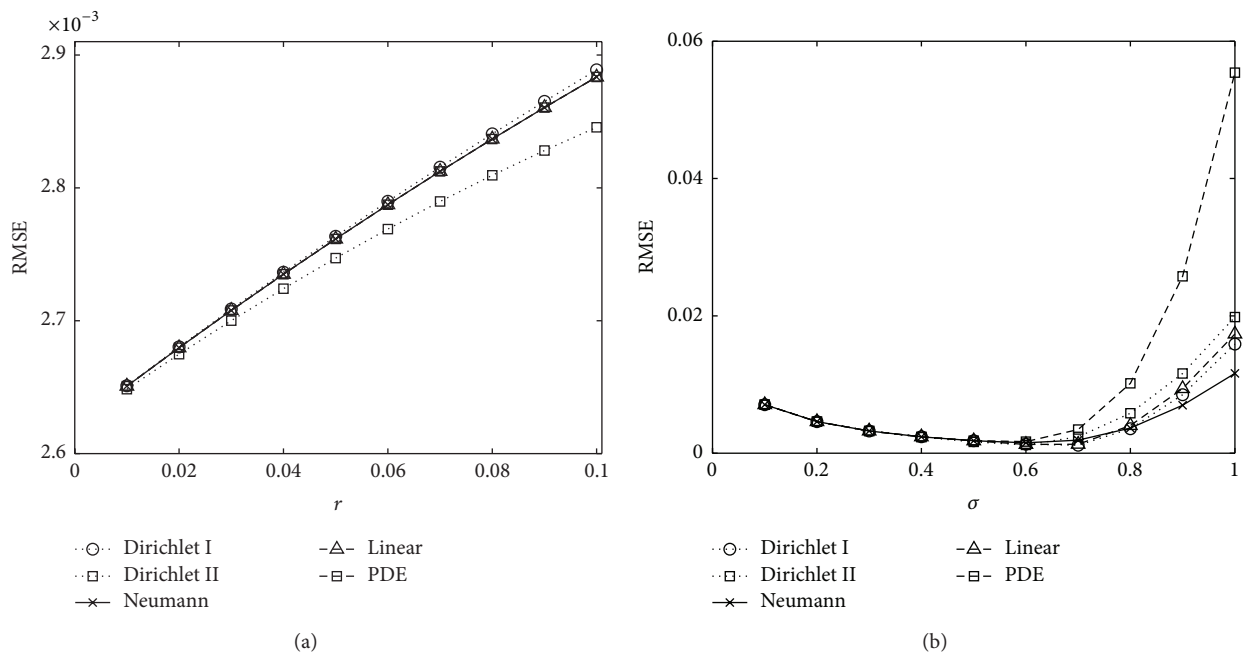 ×10−3
2.9
2.8
2.7
2.6
RMSE
0 0.02 0.04 0.06 0.08 0.1
r
Dirichlet I
Dirichlet II
Neumann
Linear
PDE
(a)
0.06
0.04
0.02
0
RMSE
0 0.2 0.4 0.6 0.8 1
σ
Dirichlet I
Dirichlet II
Neumann
Linear
PDE
(b)